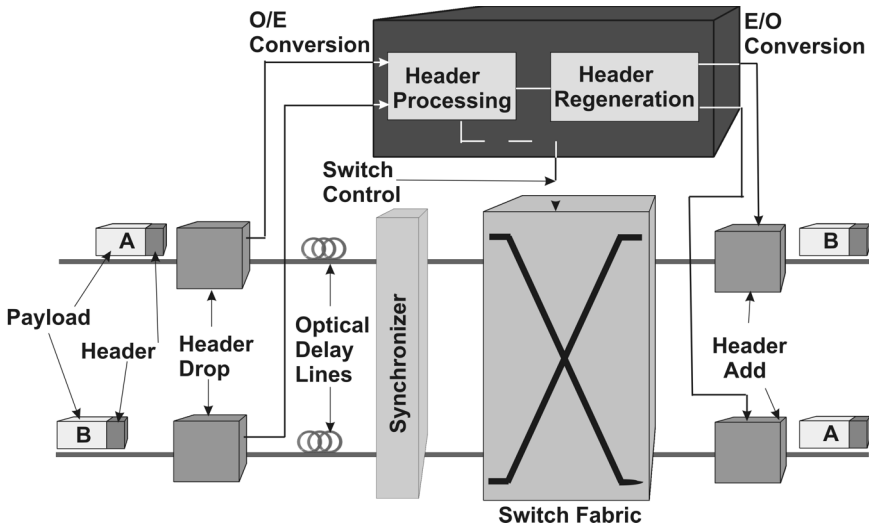 O/E
Conversion
E/O
Conversion
Header
Processing
Header
Regeneration
Switch
Control
A
B
Payload
Header
Header
Drop
Optical
Delay
Lines
Synchronizer
Header
Add
B
A
Switch Fabric